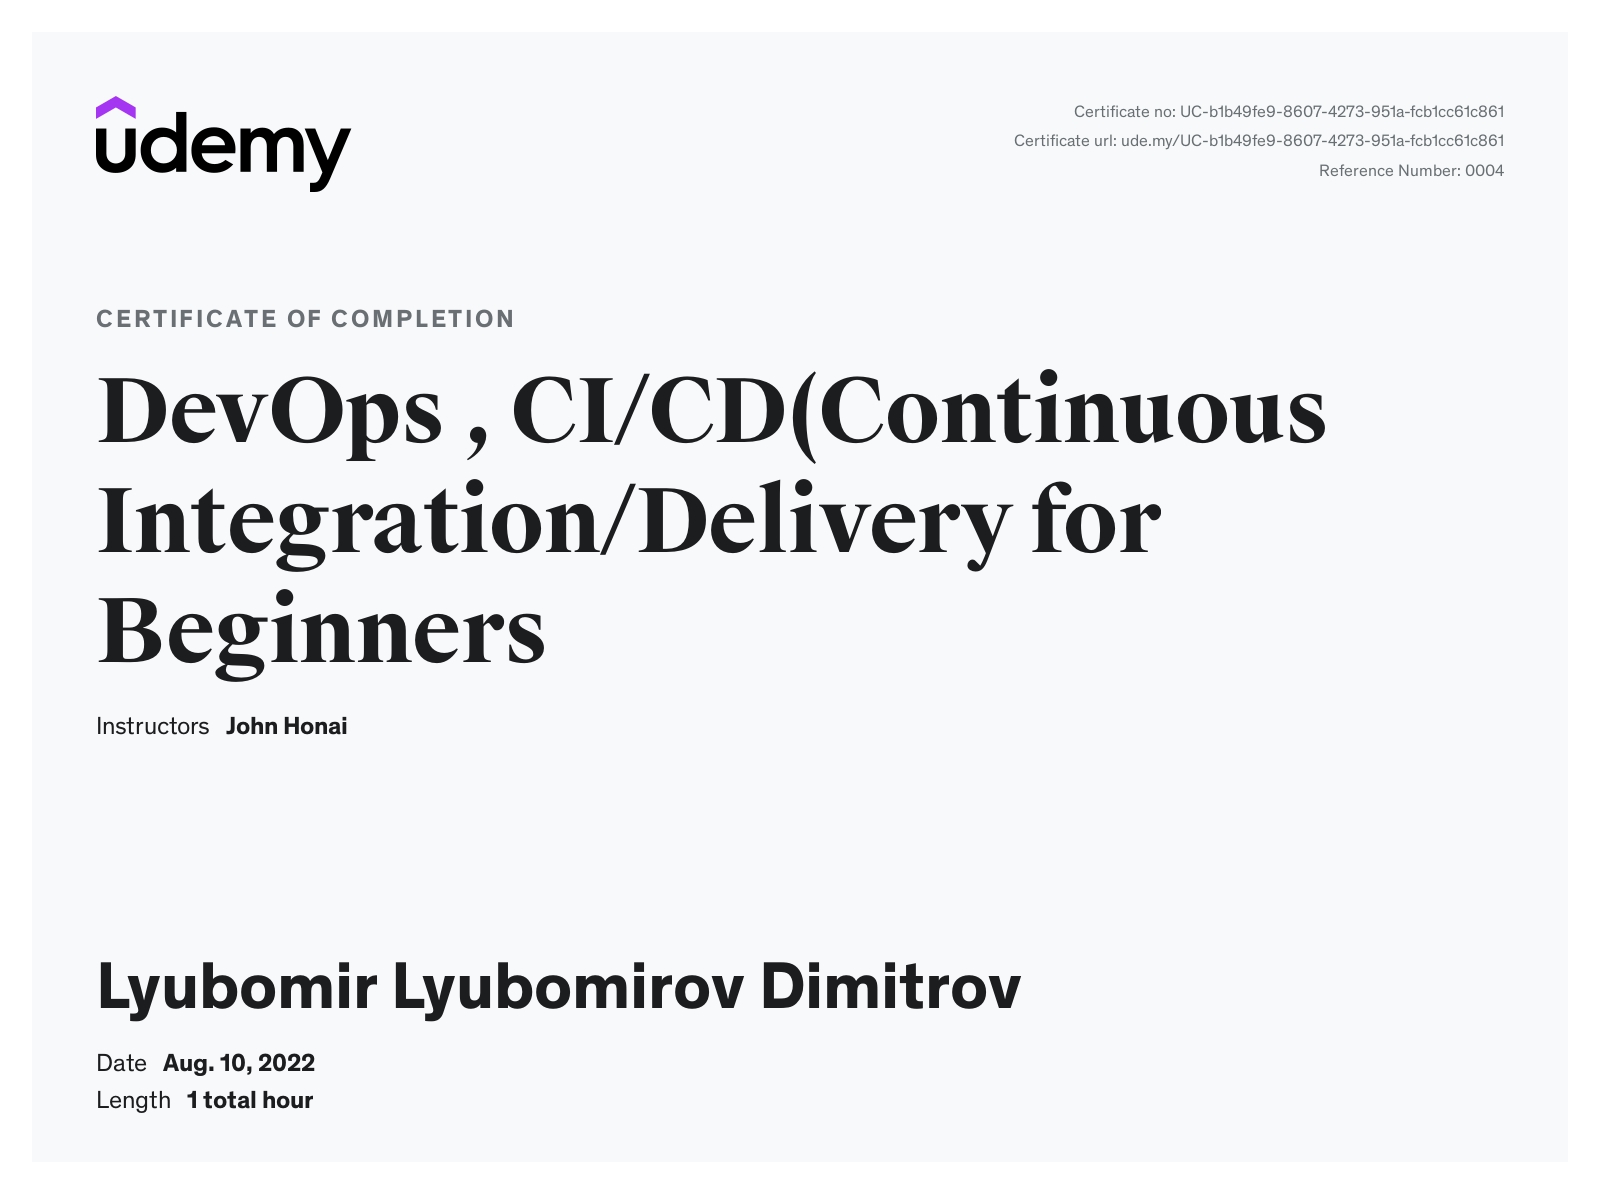 udemy
Certificate no: UC-b1b49fe9-8607-4273-951a-fcb1cc61c861
Certificate url: ude.my/UC-b1b49fe9-8607-4273-951a-fcb1cc61c861
Reference Number: 0004
CERTIFICATE OF COMPLETION
DevOps , CI/CD(Continuous
Integration/Delivery for
Beginners
Instructors John Honai
Lyubomir Lyubomirov Dimitrov
Date Aug. 10, 2022
Length 1 total hour